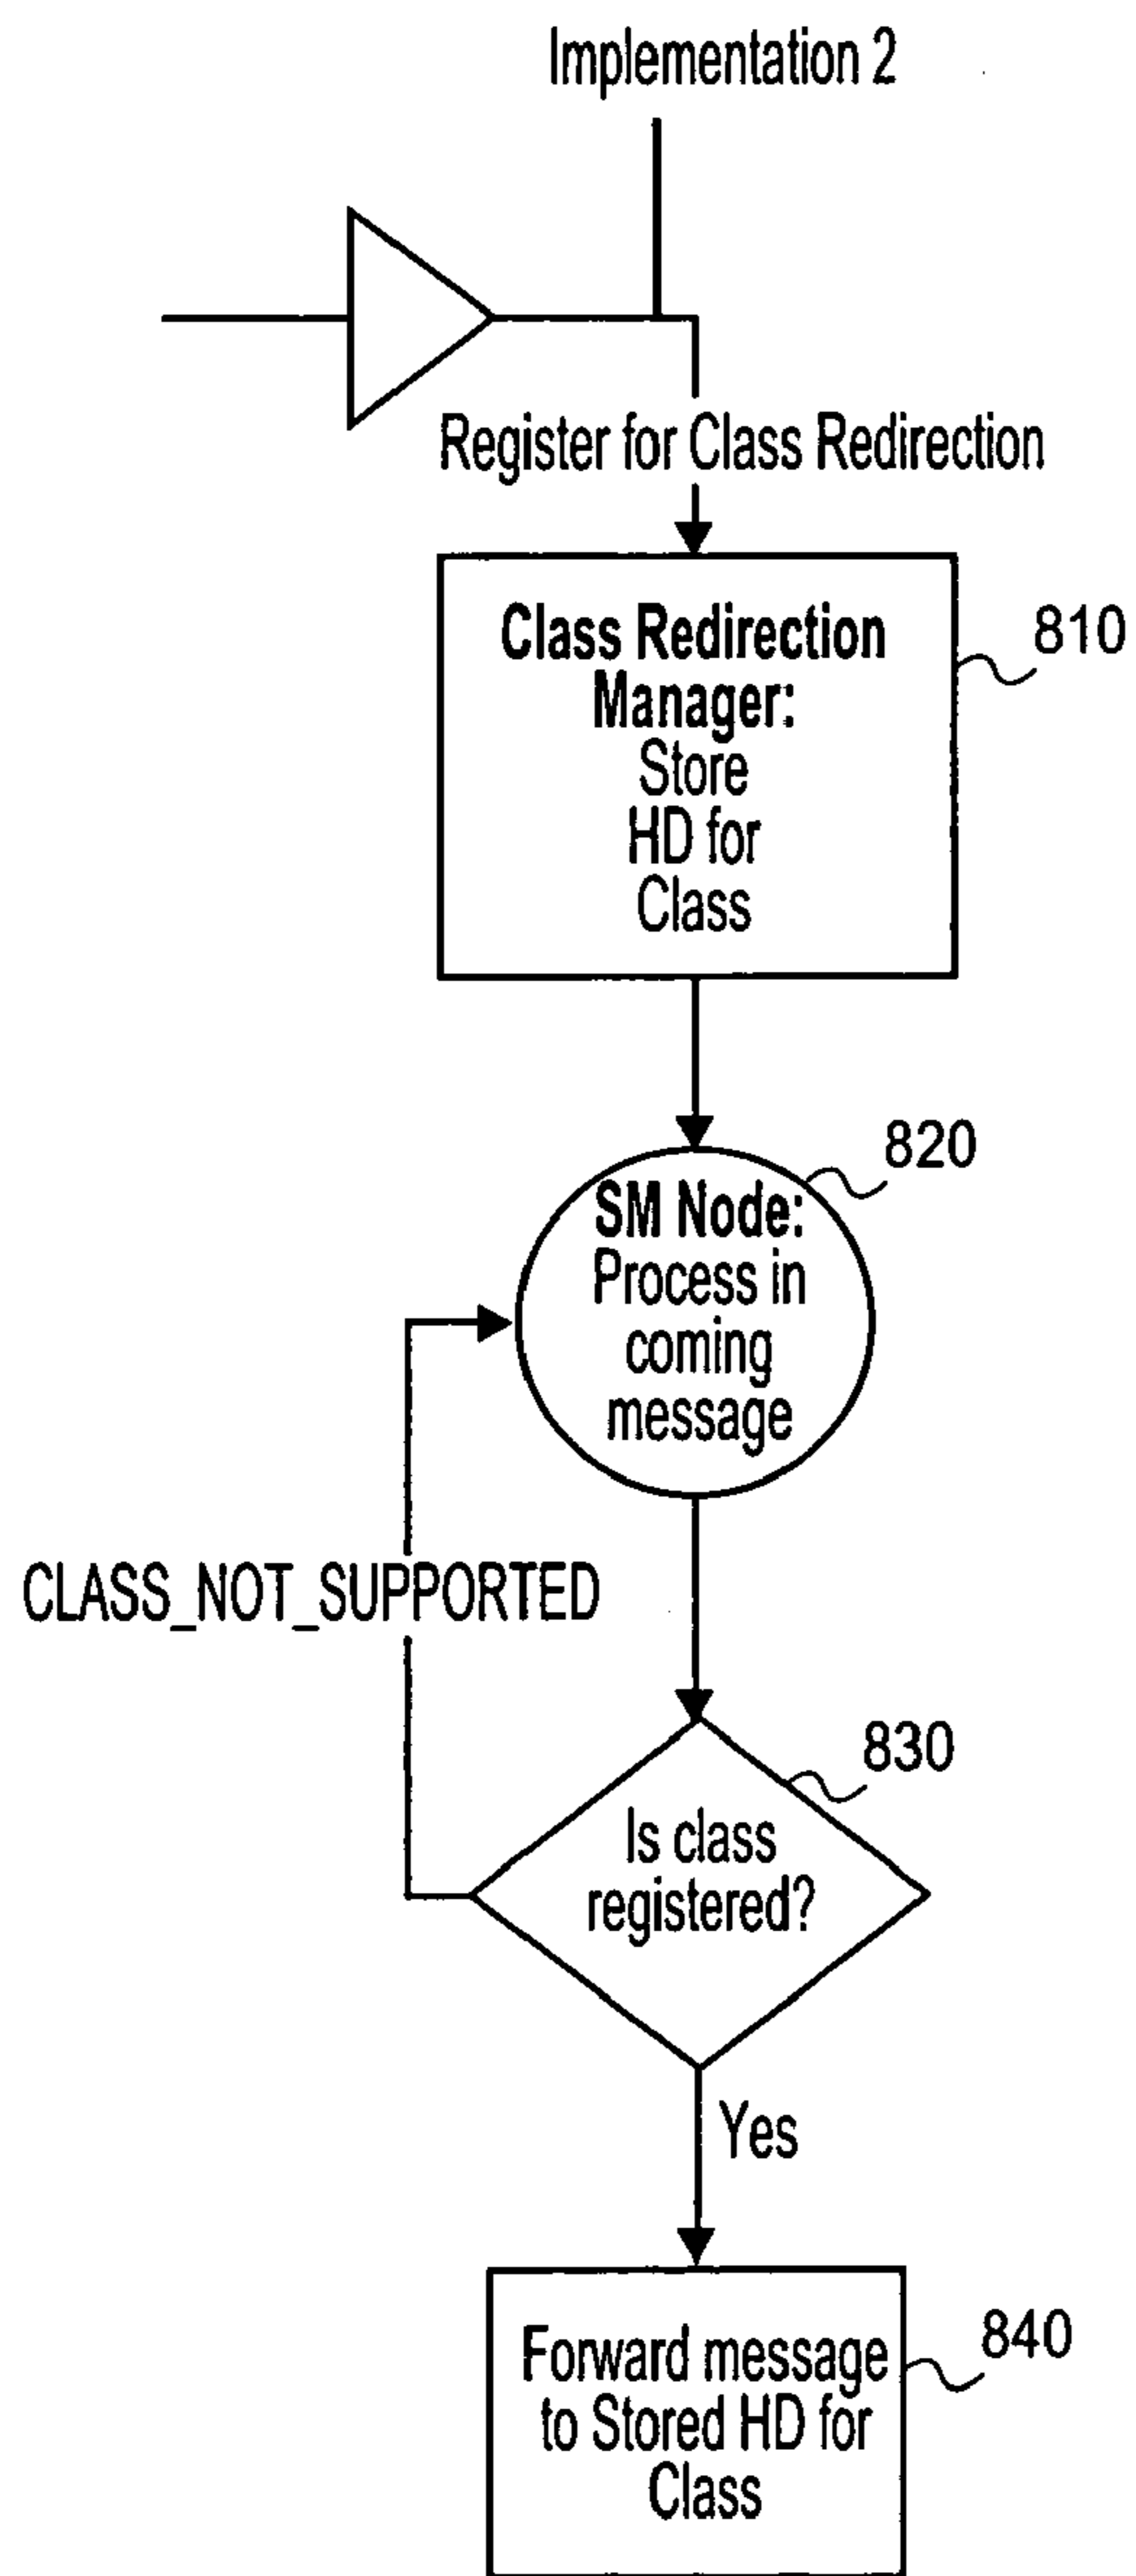 Implementation 2
Register for Class Redirection
Class Redirection
Manager:
Store
HD for
Class
810
820
SM Node:
Process in
coming
message
CLASS_NOT_SUPPORTED
830
Is class
registered?
Yes
840
Forward message
to Stored HD for
Class